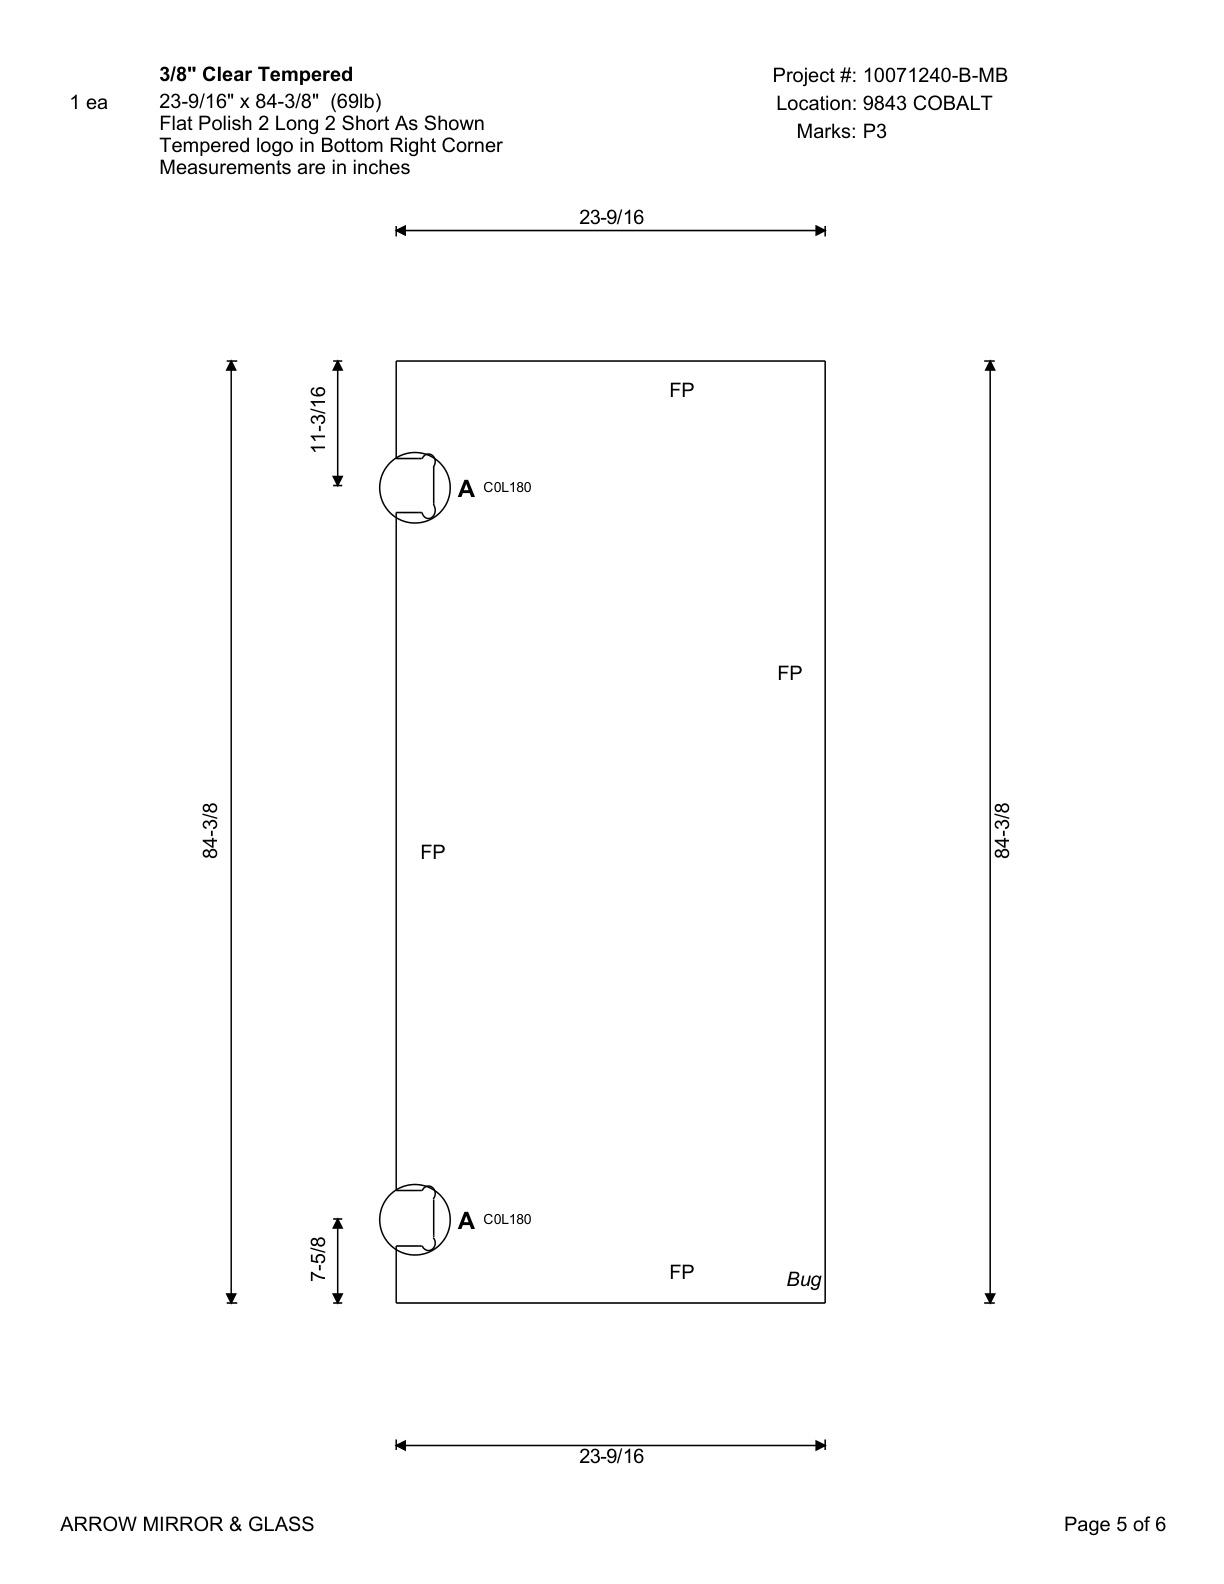 3/8" Clear Tempered
1 ea
23-9/16" x 84-3/8"  (69lb)
Flat Polish 2 Long 2 Short As Shown
Tempered logo in Bottom Right Corner
Measurements are in inches
Project #: 10071240-B-MB
Location: 9843 COBALT
Marks: P3
23-9/16
11-3/16
FP
A C0L180
FP
84-3/8
84-3/8
FP
A C0L180
7-5/8
FP
Bug
23-9/16
ARROW MIRROR & GLASS
Page 5 of 6